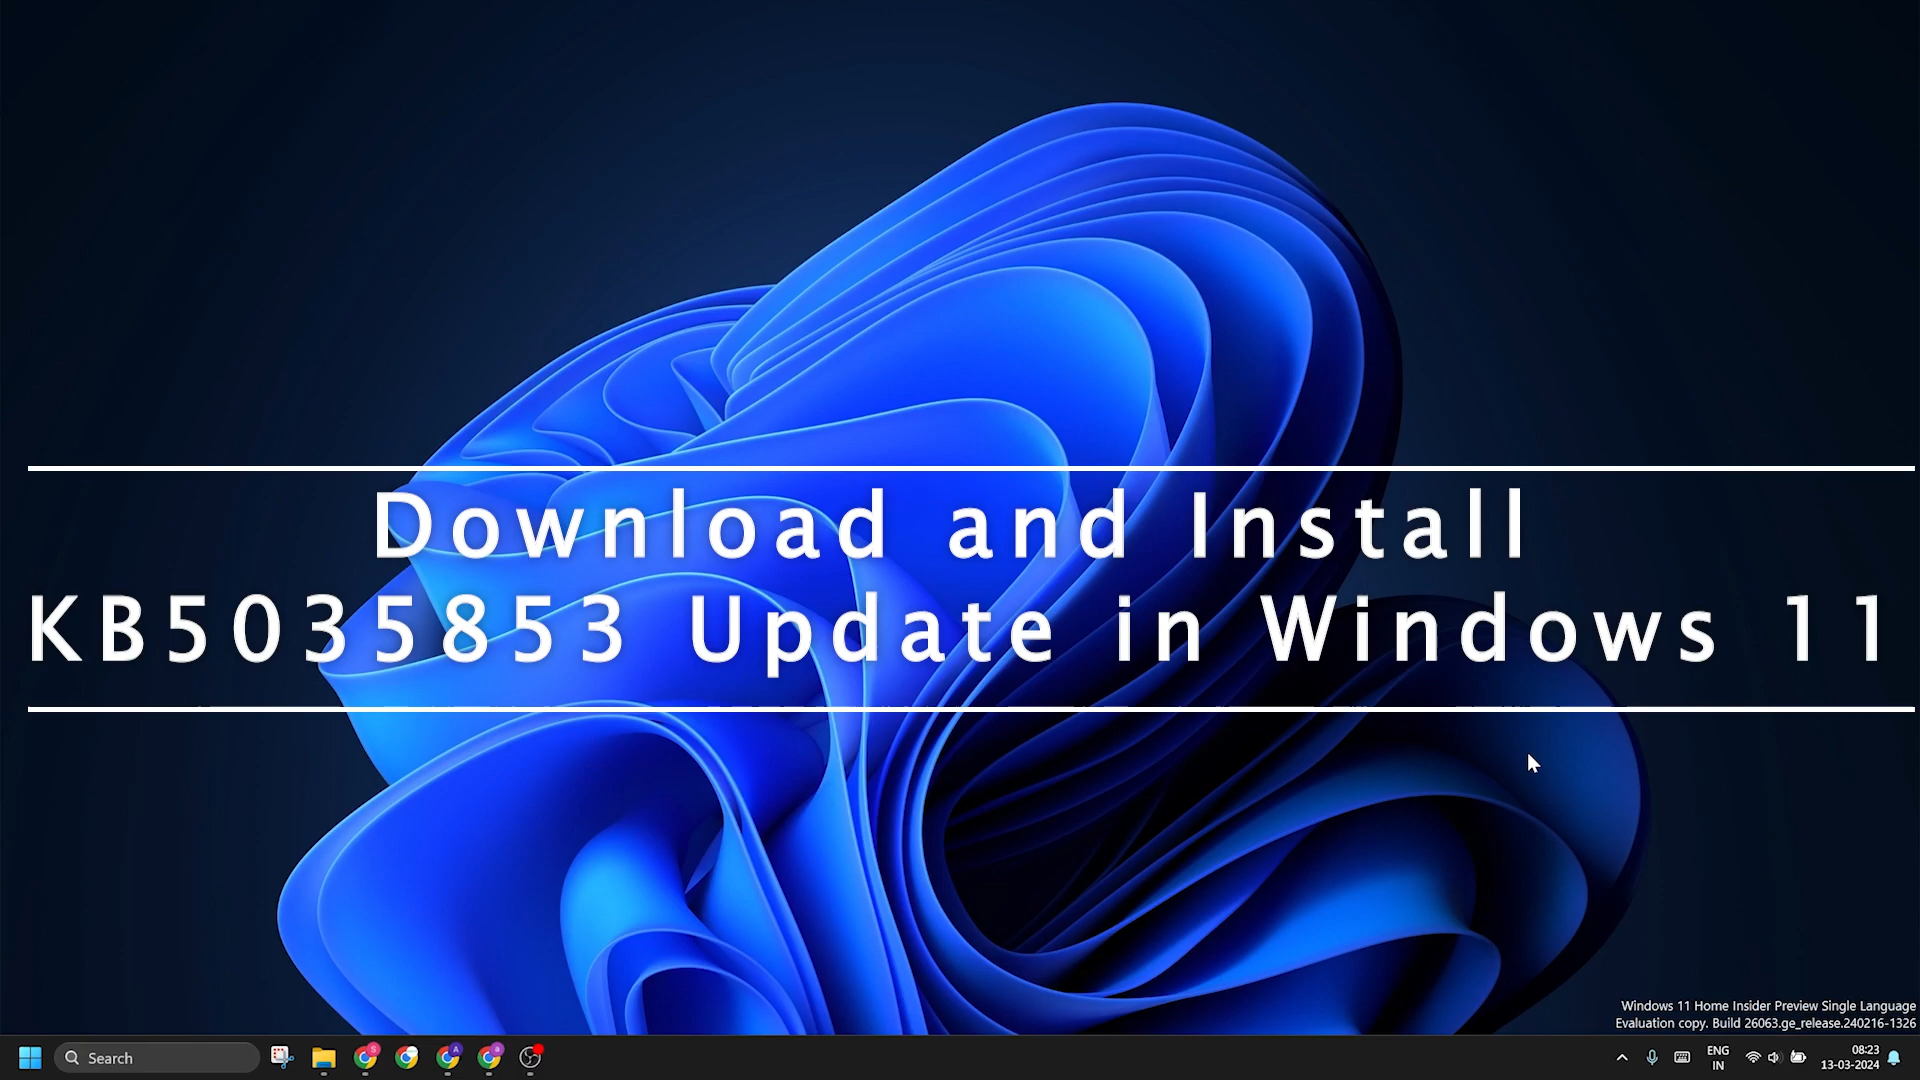 Download and Install
KB5035853 Update in Windows 11
Windows 11 Home Insider Preview Single Language
Evaluation copy. Build 26063.ge_release.240216-1326
Search
S
A
a
ENG
IN
08:23
13-03-2024